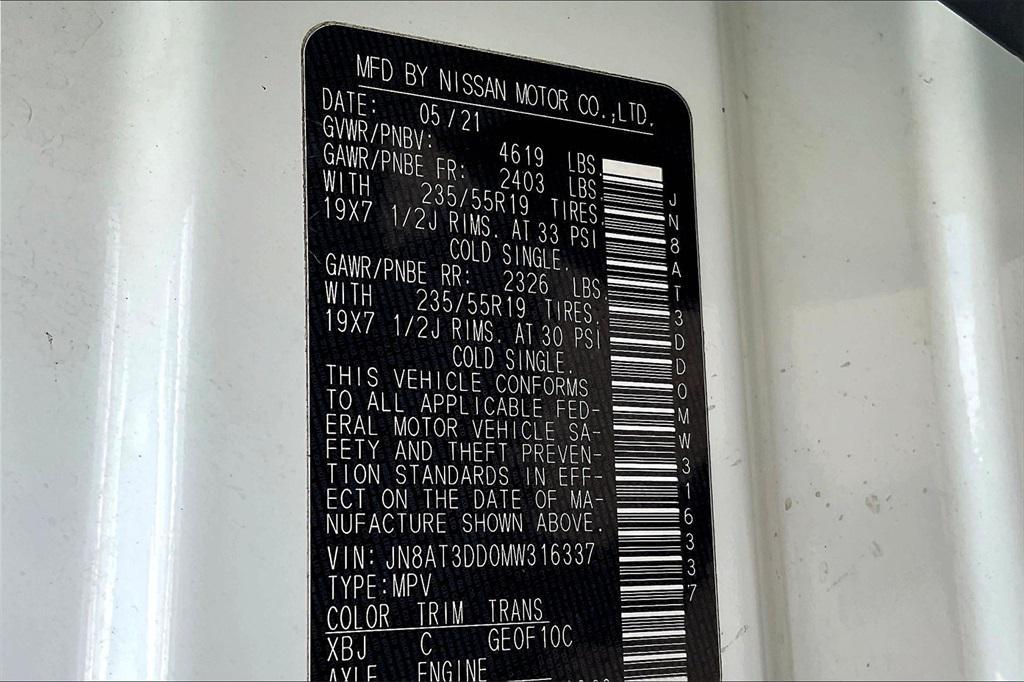 MFD BY NISSAN MOTOR CO.,LTD.
DATE: 05/21
GVWR/PNBV: 4619 LBS.
GAWR/PNBE FR: 2403 LBS.
WITH 235/55R19 TIRES.
19X7 1/2J RIMS. AT 33 PSI
COLD SINGLE.
GAWR/PNBE RR: 2326 LBS.
WITH 235/55R19 TIRES.
19X7 1/2J RIMS. AT 30 PSI
COLD SINGLE.
THIS VEHICLE CONFORMS
TO ALL APPLICABLE FED-
ERAL MOTOR VEHICLE SA-
FETY AND THEFT PREVEN-
TION STANDARDS IN EFF-
ECT ON THE DATE OF MA-
NUFACTURE SHOWN ABOVE.
VIN: JN8AT3DD0MW316337
TYPE:MPV
COLOR TRIM TRANS
XBJ C GE0F10C
AXLE ENGINE
JN8AT3DD0MW316337